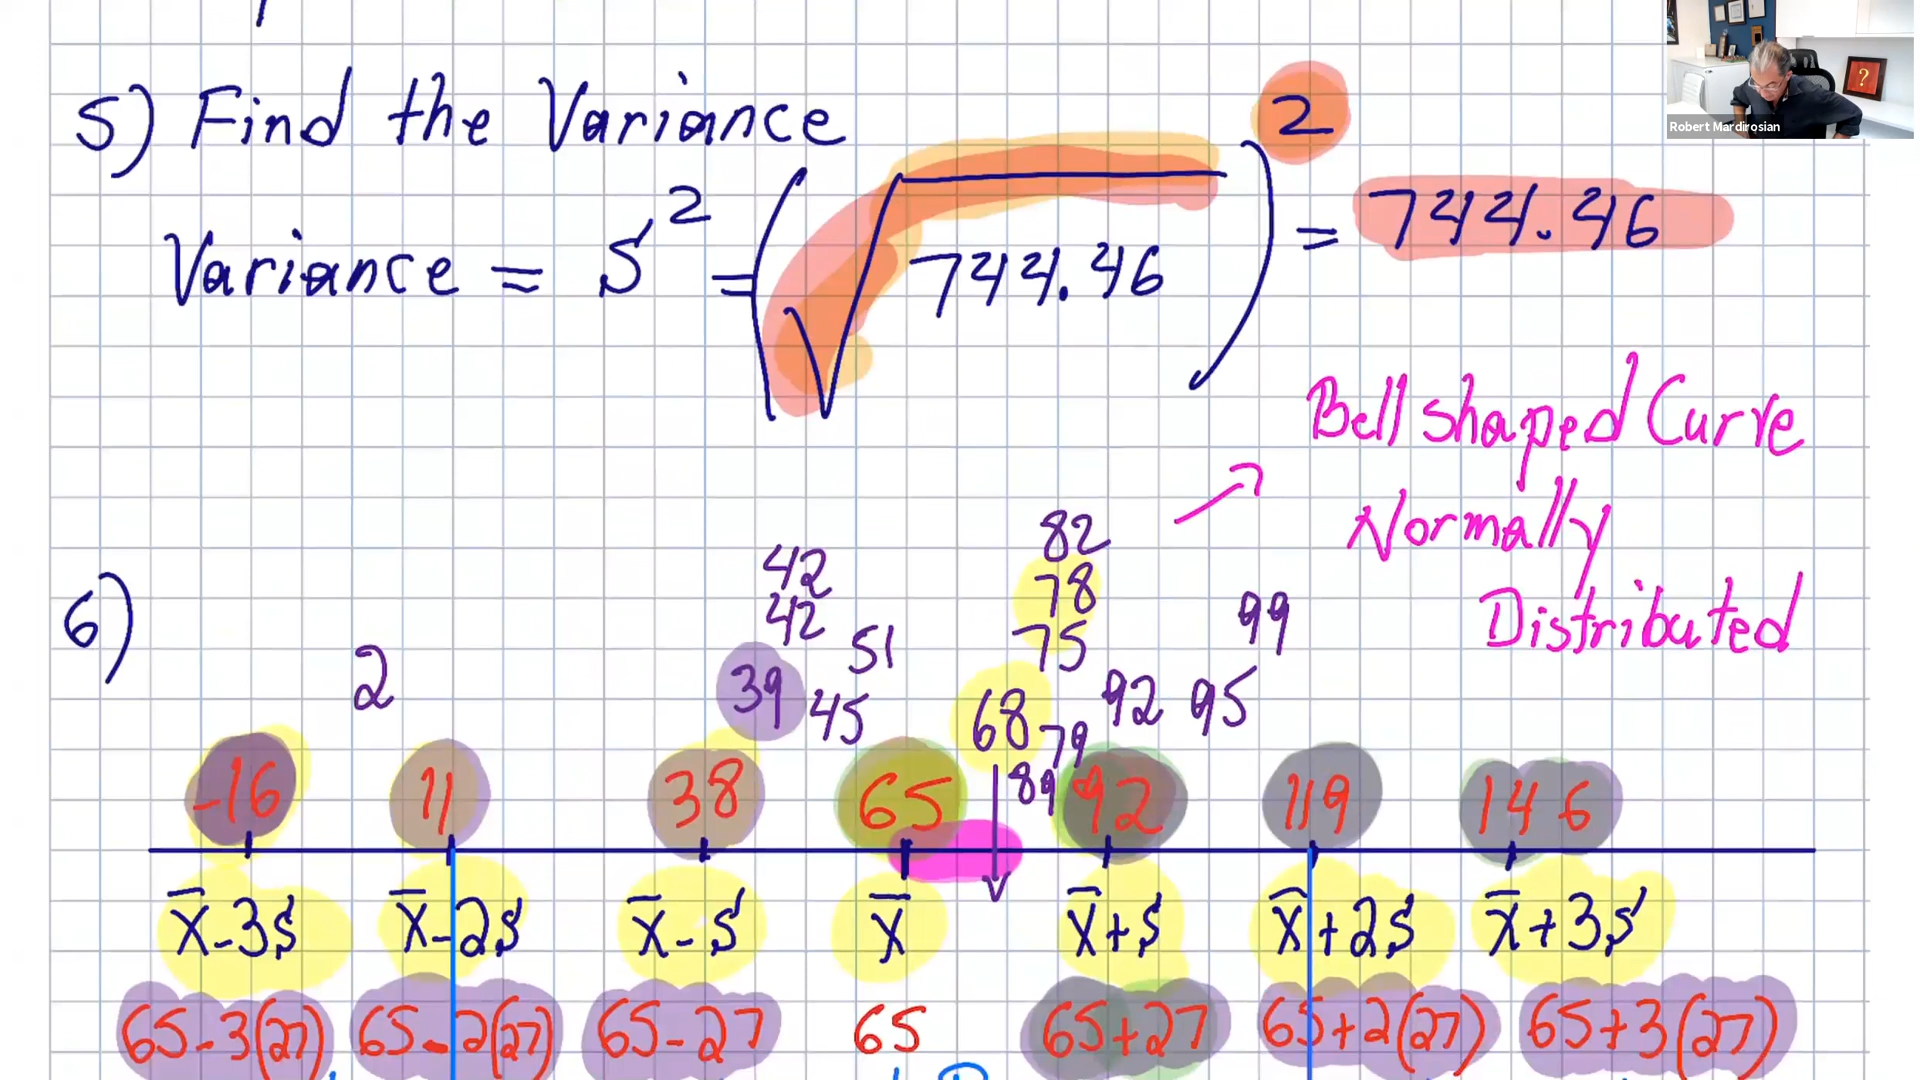 5) Find the Variance
2
Variance = S² = (√744.46)² = 744.46
Bell shaped Curve
Normally
Distributed
6)
2
42
42
39
45
51
68
82
78
75
79
89
92
95
99
-16 11 38 65 92 119 146
x̄-3s x̄-2s x̄-s x̄ x̄+s x̄+2s x̄+3s
65-3(27) 65-2(27) 65-27 65 65+27 65+2(27) 65+3(27)
?
Robert Mardirosian